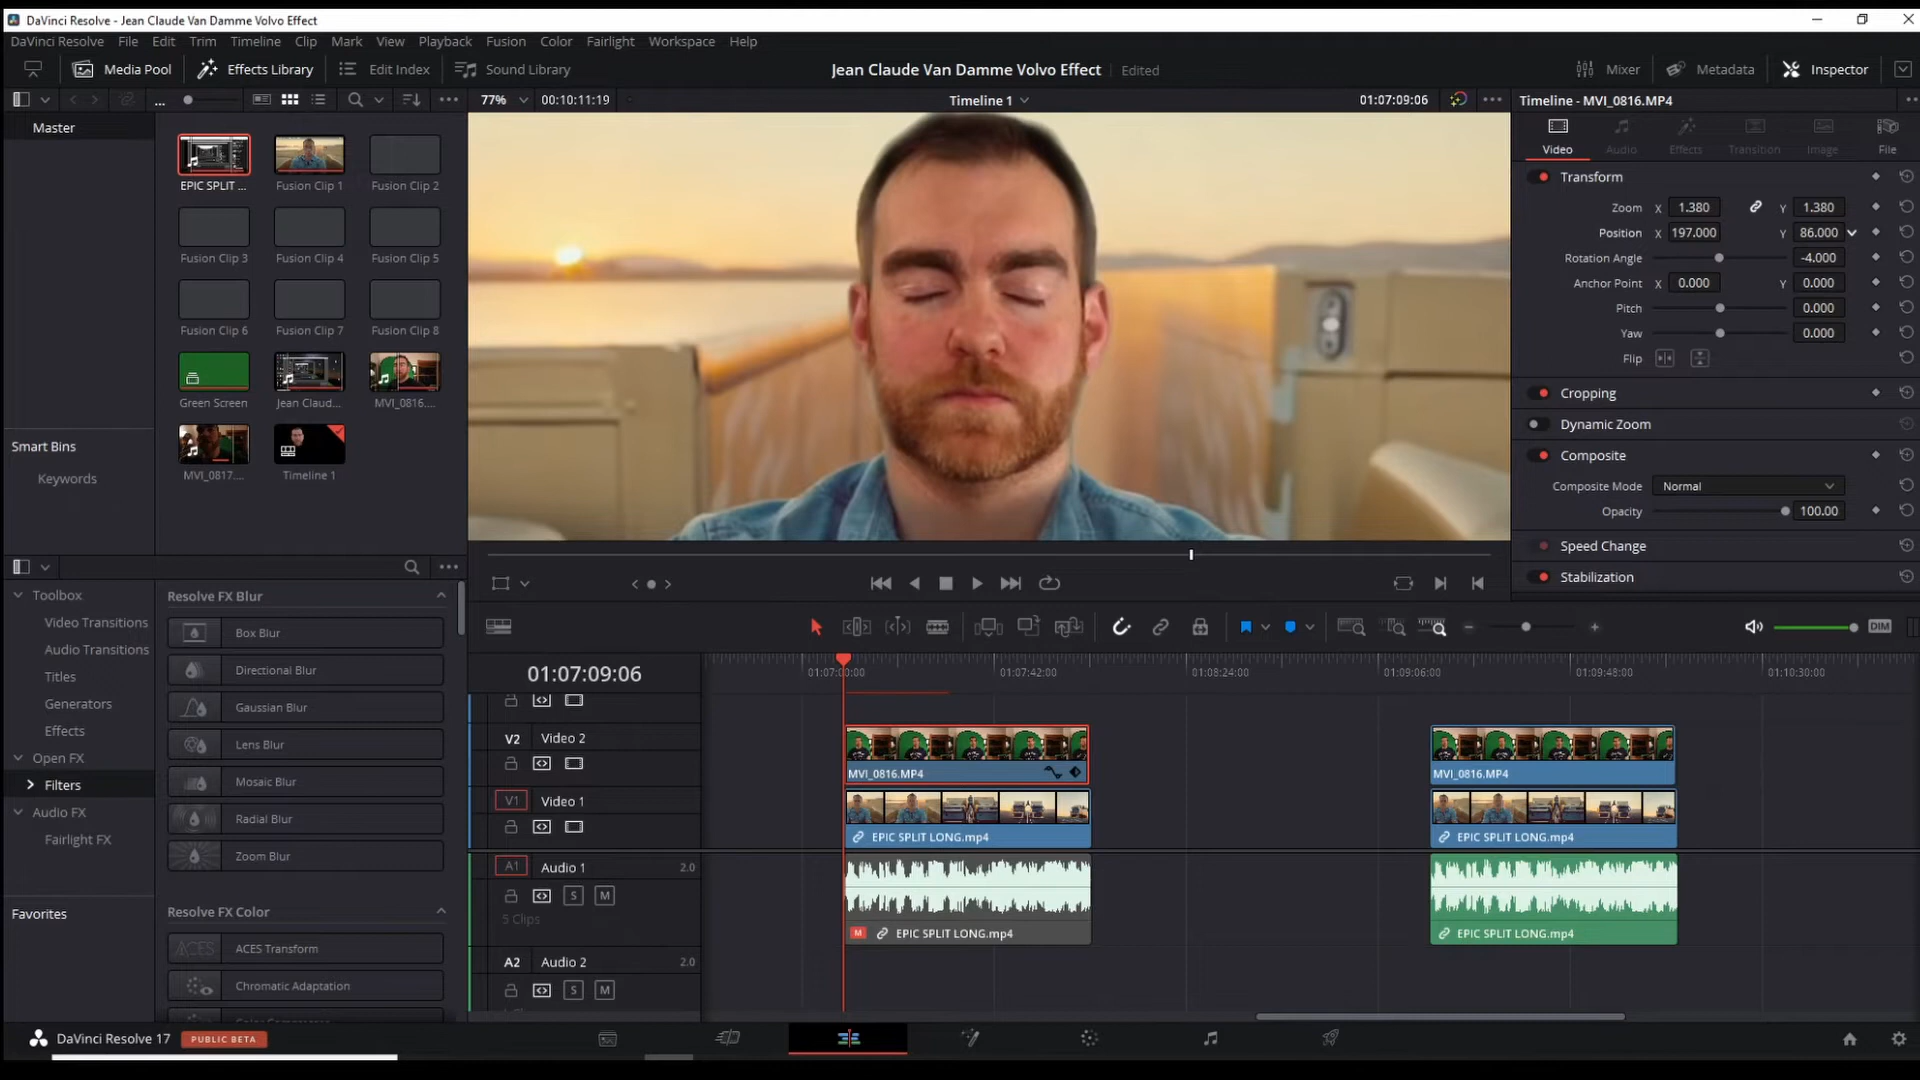 DaVinci Resolve - Jean Claude Van Damme Volvo Effect
DaVinci Resolve File Edit Trim Timeline Clip Mark View Playback Fusion Color Fairlight Workspace Help
Media Pool Effects Library Edit Index Sound Library Jean Claude Van Damme Volvo Effect Edited Mixer Metadata Inspector
... 77% 00:10:11:19 Timeline 1 01:07:09:06 Timeline - MVI_0816.MP4
Master
EPIC SPLIT ... Fusion Clip 1 Fusion Clip 2
Fusion Clip 3 Fusion Clip 4 Fusion Clip 5
Fusion Clip 6 Fusion Clip 7 Fusion Clip 8
Green Screen Jean Claud... MVI_0816....
MVI_0817.... Timeline 1
Smart Bins
Keywords
Video Audio Effects Transition Image File
Transform
Zoom X 1.380 Y 1.380
Position X 197.000 Y 86.000
Rotation Angle -4.000
Anchor Point X 0.000 Y 0.000
Pitch 0.000
Yaw 0.000
Flip
Cropping
Dynamic Zoom
Composite
Composite Mode Normal
Opacity 100.00
Speed Change
Stabilization
Toolbox
Video Transitions
Audio Transitions
Titles
Generators
Effects
Open FX
Filters
Audio FX
Fairlight FX
Favorites
Resolve FX Blur
Box Blur
Directional Blur
Gaussian Blur
Lens Blur
Mosaic Blur
Radial Blur
Zoom Blur
Resolve FX Color
ACES ACES Transform
Chromatic Adaptation
DIM
01:07:09:06 01:07:00:00 01:07:42:00 01:08:24:00 01:09:06:00 01:09:48:00 01:10:30:00
V2 Video 2
MVI_0816.MP4 MVI_0816.MP4
V1 Video 1
EPIC SPLIT LONG.mp4 EPIC SPLIT LONG.mp4
A1 Audio 1 2.0
S M
5 Clips
M EPIC SPLIT LONG.mp4 EPIC SPLIT LONG.mp4
A2 Audio 2 2.0
S M
DaVinci Resolve 17 PUBLIC BETA